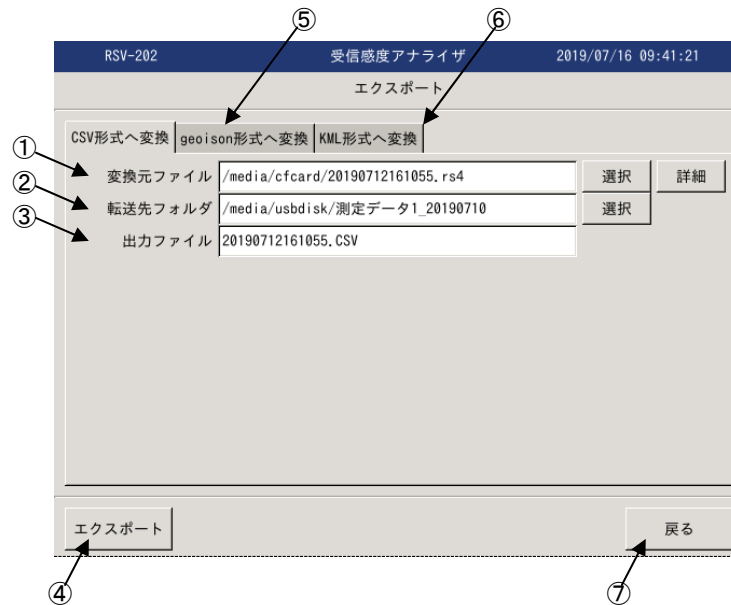 ⑤ ⑥
RSV-202 受信感度アナライザ 2019/07/16 09:41:21
エクスポート
CSV形式へ変換 geoison形式へ変換 KML形式へ変換
① 変換元ファイル /media/cfcard/20190712161055.rs4 選択 詳細
② 転送先フォルダ /media/usbdisk/測定データ1_20190710 選択
③ 出力ファイル 20190712161055.CSV
エクスポート 戻る
④ ⑦